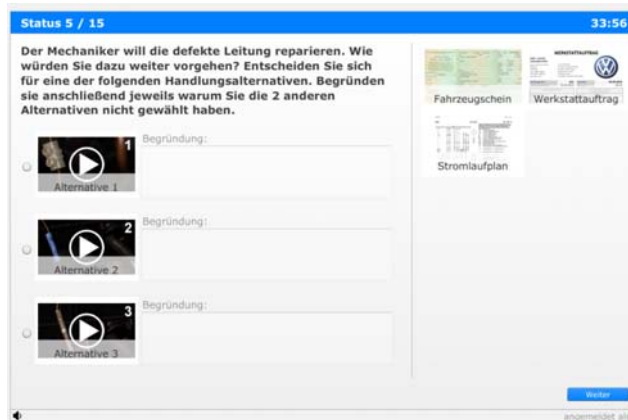 Status 5 / 15
33:56
Der Mechaniker will die defekte Leitung reparieren. Wie
würden Sie dazu weiter vorgehen? Entscheiden Sie sich
für eine der folgenden Handlungsalternativen. Begründen
sie anschließend jeweils warum Sie die 2 anderen
Alternativen nicht gewählt haben.
1
Begründung:
Alternative 1
2
Begründung:
Alternative 2
3
Begründung:
Alternative 3
WERKSTATTAUFTRAG
Fahrzeugschein
Werkstattauftrag
Stromlaufplan
Weiter
angemeldet als